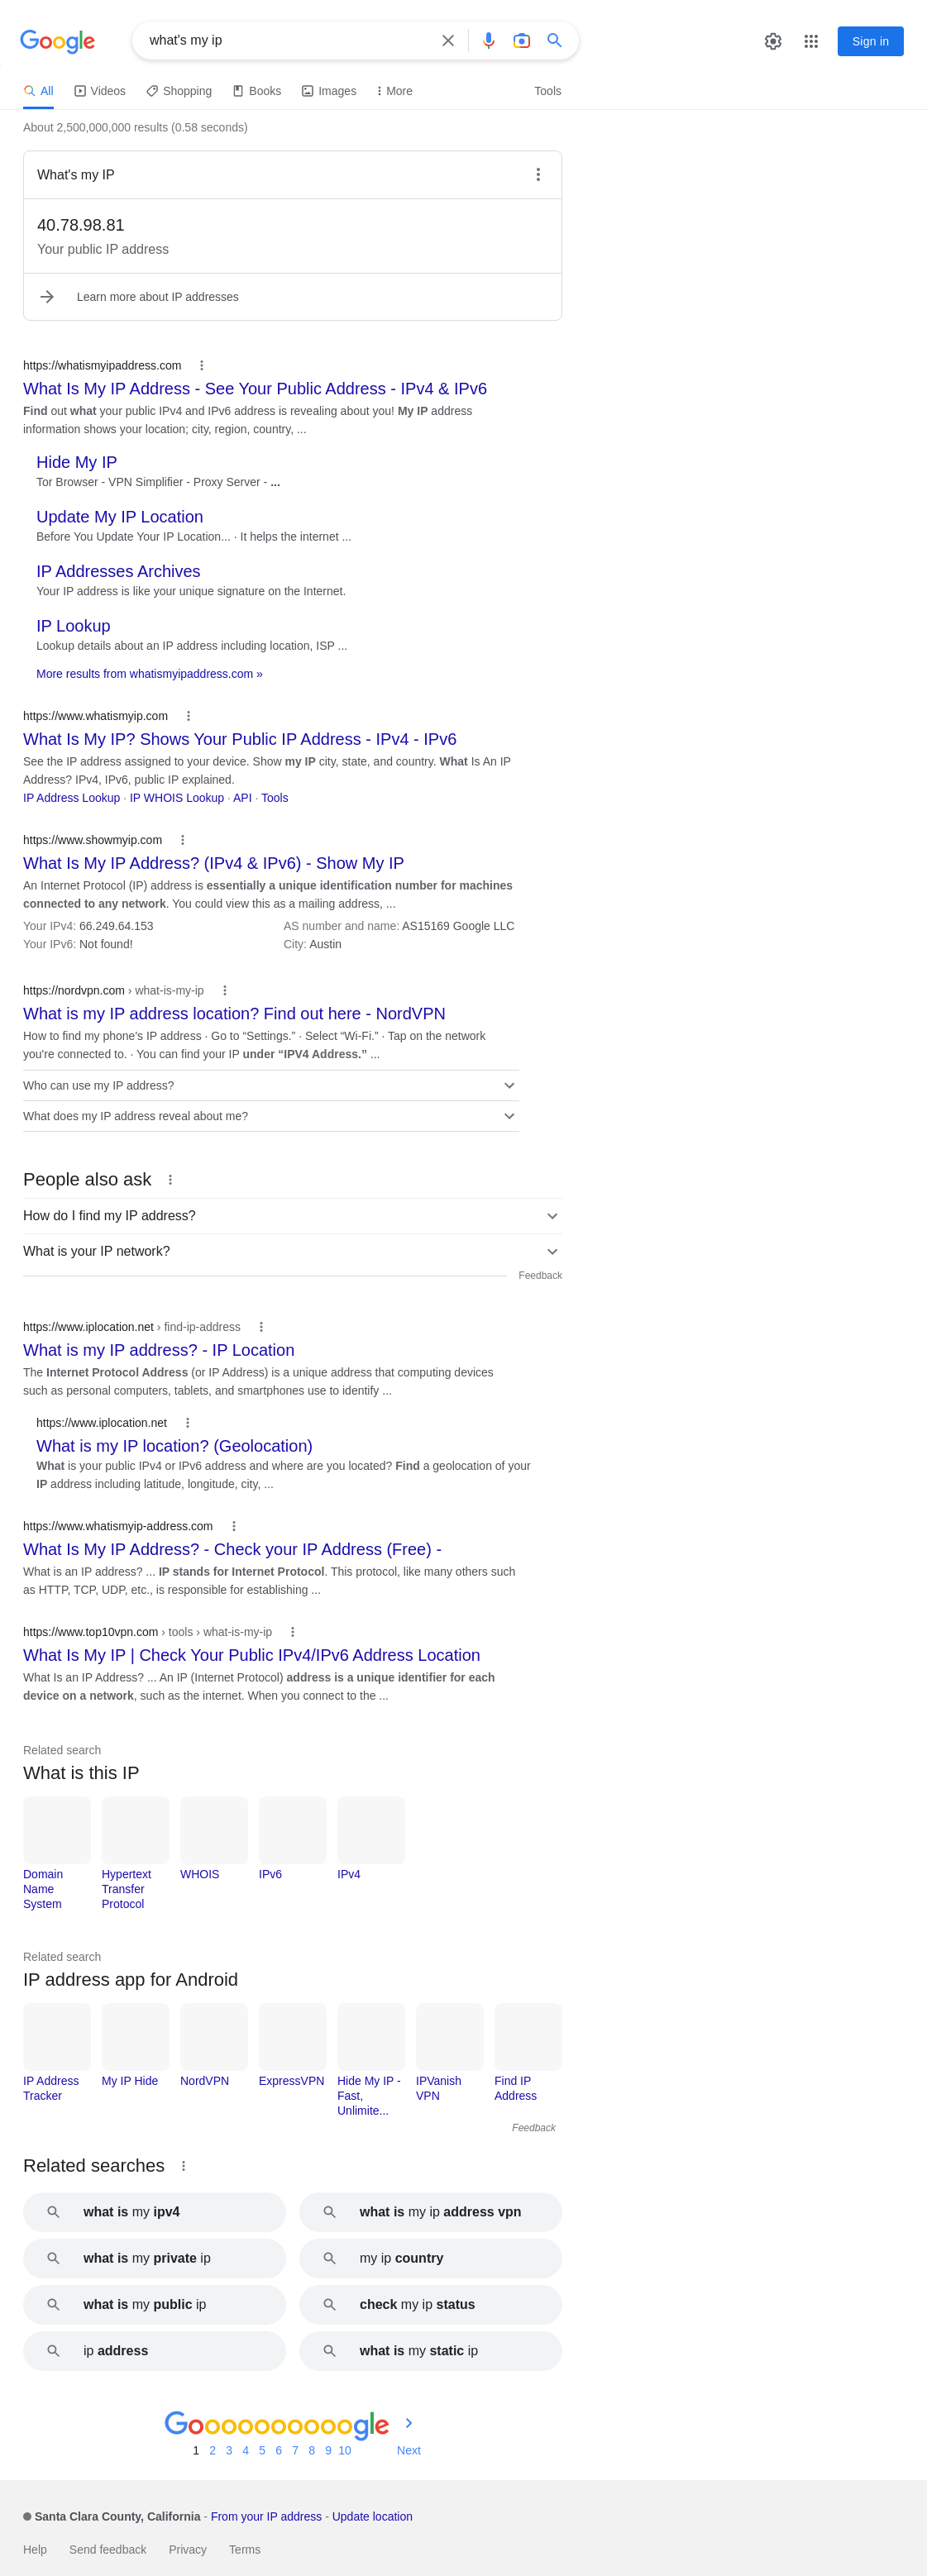 Google
what's my ip
Sign in
All Videos Shopping Books Images More Tools
About 2,500,000,000 results (0.58 seconds)
What's my IP
40.78.98.81
Your public IP address
Learn more about IP addresses
https://whatismyipaddress.com
What Is My IP Address - See Your Public Address - IPv4 & IPv6
Find out what your public IPv4 and IPv6 address is revealing about you! My IP address
information shows your location; city, region, country, ...
Hide My IP
Tor Browser - VPN Simplifier - Proxy Server - ...
Update My IP Location
Before You Update Your IP Location... · It helps the internet ...
IP Addresses Archives
Your IP address is like your unique signature on the Internet.
IP Lookup
Lookup details about an IP address including location, ISP ...
More results from whatismyipaddress.com »
https://www.whatismyip.com
What Is My IP? Shows Your Public IP Address - IPv4 - IPv6
See the IP address assigned to your device. Show my IP city, state, and country. What Is An IP
Address? IPv4, IPv6, public IP explained.
IP Address Lookup · IP WHOIS Lookup · API · Tools
https://www.showmyip.com
What Is My IP Address? (IPv4 & IPv6) - Show My IP
An Internet Protocol (IP) address is essentially a unique identification number for machines
connected to any network. You could view this as a mailing address, ...
Your IPv4: 66.249.64.153 AS number and name: AS15169 Google LLC
Your IPv6: Not found! City: Austin
https://nordvpn.com › what-is-my-ip
What is my IP address location? Find out here - NordVPN
How to find my phone's IP address · Go to “Settings.” · Select “Wi-Fi.” · Tap on the network
you're connected to. · You can find your IP under “IPV4 Address.” ...
Who can use my IP address?
What does my IP address reveal about me?
People also ask
How do I find my IP address?
What is your IP network?
Feedback
https://www.iplocation.net › find-ip-address
What is my IP address? - IP Location
The Internet Protocol Address (or IP Address) is a unique address that computing devices
such as personal computers, tablets, and smartphones use to identify ...
https://www.iplocation.net
What is my IP location? (Geolocation)
What is your public IPv4 or IPv6 address and where are you located? Find a geolocation of your
IP address including latitude, longitude, city, ...
https://www.whatismyip-address.com
What Is My IP Address? - Check your IP Address (Free) -
What is an IP address? ... IP stands for Internet Protocol. This protocol, like many others such
as HTTP, TCP, UDP, etc., is responsible for establishing ...
https://www.top10vpn.com › tools › what-is-my-ip
What Is My IP | Check Your Public IPv4/IPv6 Address Location
What Is an IP Address? ... An IP (Internet Protocol) address is a unique identifier for each
device on a network, such as the internet. When you connect to the ...
Related search
What is this IP
Domain Name System
Hypertext Transfer Protocol
WHOIS
IPv6
IPv4
Related search
IP address app for Android
IP Address Tracker
My IP Hide
NordVPN
ExpressVPN
Hide My IP - Fast, Unlimite...
IPVanish VPN
Find IP Address
Feedback
Related searches
what is my ipv4
what is my ip address vpn
what is my private ip
my ip country
what is my public ip
check my ip status
ip address
what is my static ip
Goooooooooogle
1 2 3 4 5 6 7 8 9 10 Next
Santa Clara County, California - From your IP address - Update location
Help Send feedback Privacy Terms